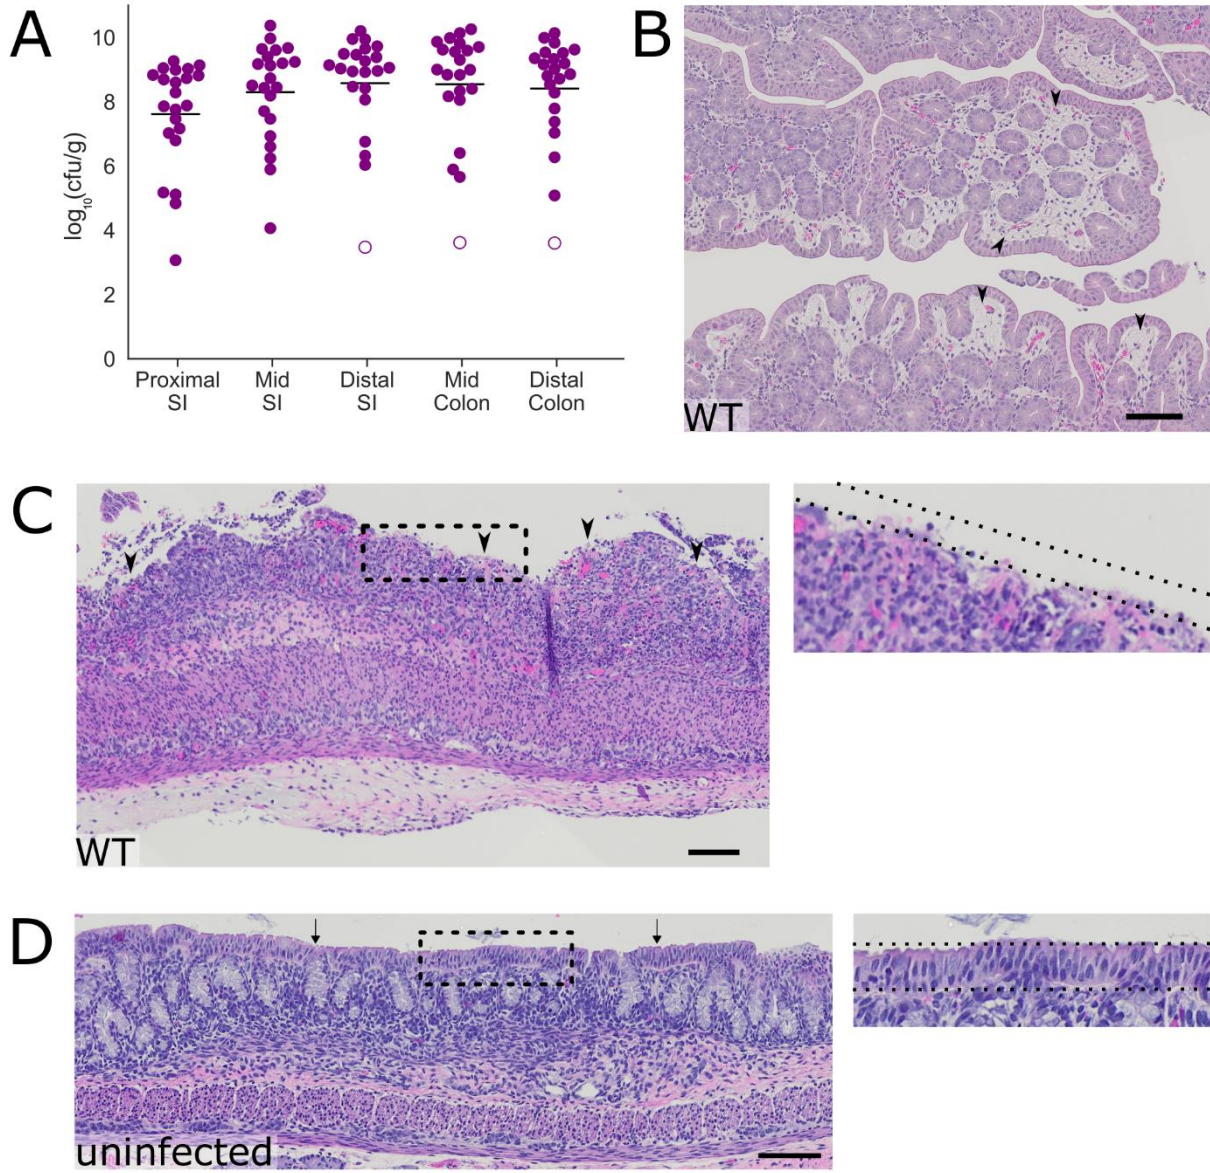 A
log10(cfu/g)
10
8
6
4
2
0
Proximal
SI
Mid
SI
Distal
SI
Mid
Colon
Distal
Colon
B
WT
C
WT
D
uninfected